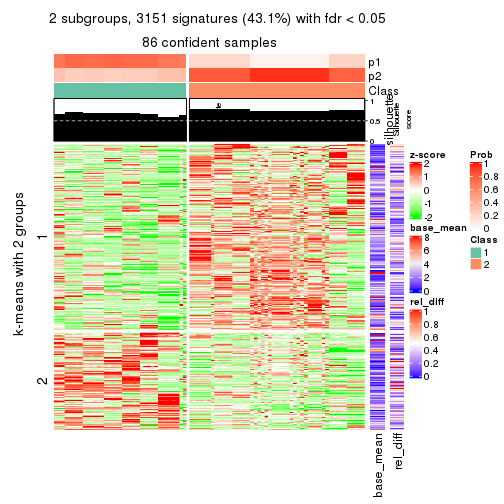 2 subgroups, 3151 signatures (43.1%) with fdr < 0.05
86 confident samples
p1
p2
Class
1
0.5
0
silhouette
Silhouette
score
k-means with 2 groups
1
2
base_mean
rel_diff
z-score
2
1
0
-1
-2
base_mean
8
6
4
2
0
rel_diff
1
0.8
0.6
0.4
0.2
0
Prob
1
0.8
0.6
0.4
0.2
0
Class
1
2